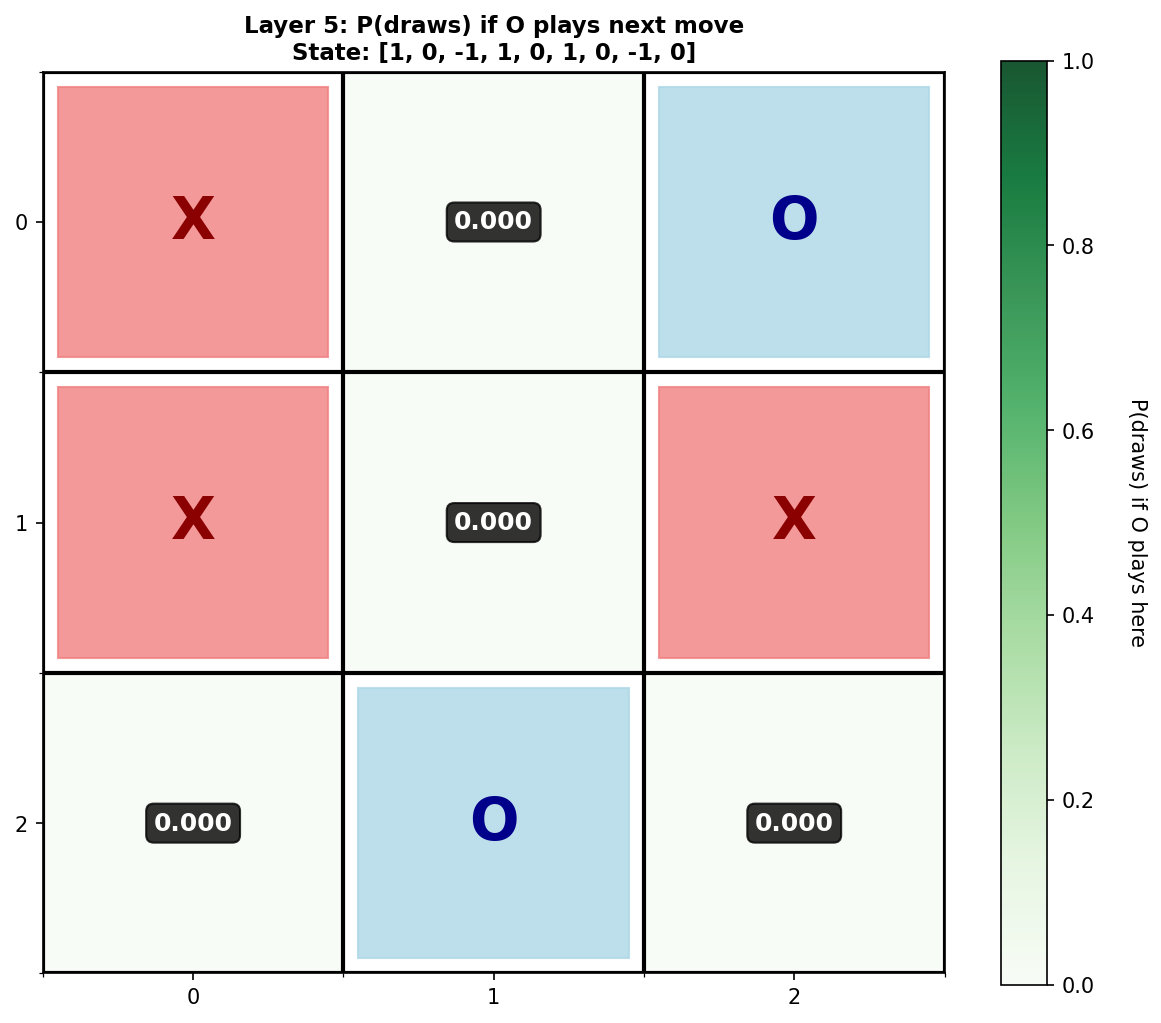 Layer 5: P(draws) if O plays next move
State: [1, 0, -1, 1, 0, 1, 0, -1, 0]
0
X
0.000
O
1
X
0.000
X
2
0.000
O
0.000
0
1
2
1.0
0.8
0.6
0.4
0.2
0.0
P(draws) if O plays here